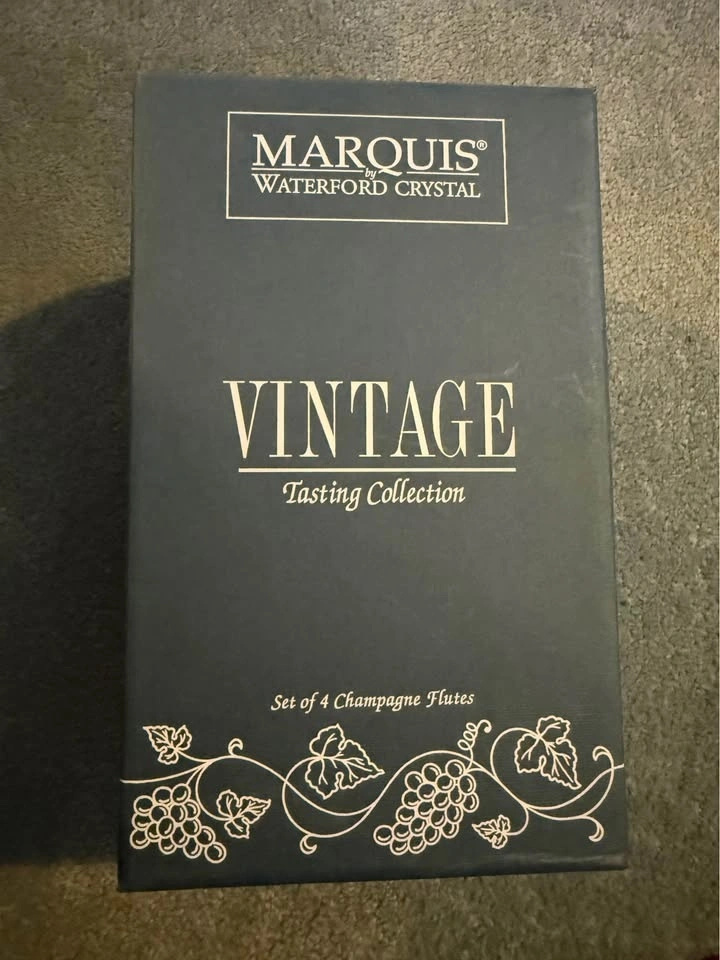 MARQUIS®
by
WATERFORD CRYSTAL
VINTAGE
Tasting Collection
Set of 4 Champagne Flutes